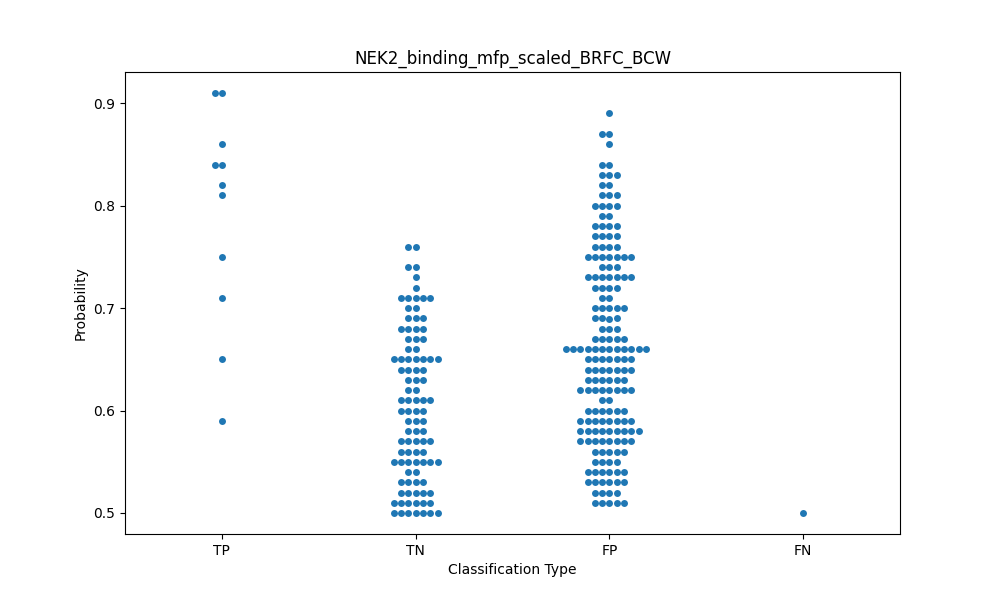 NEK2_binding_mfp_scaled_BRFC_BCW
0.9
0.8
0.7
0.6
0.5
Probability
TP TN FP FN
Classification Type